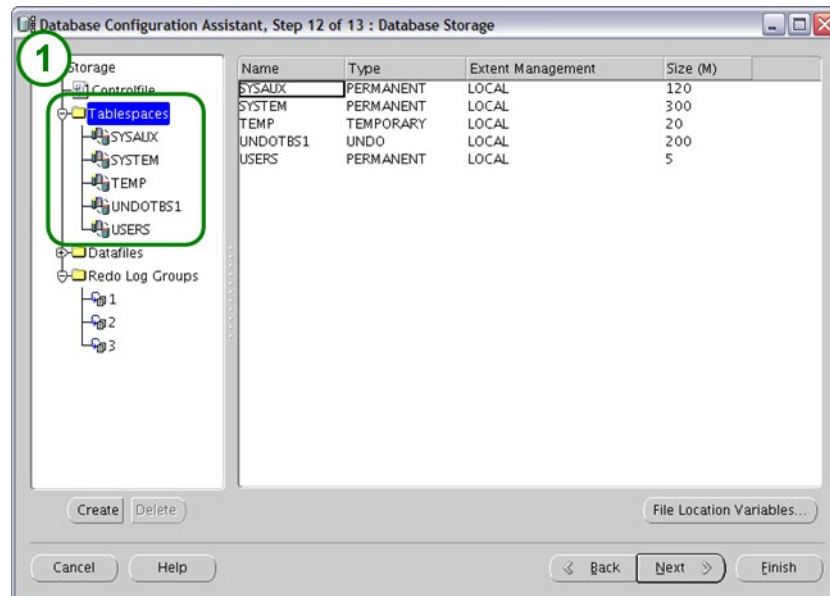 Database Configuration Assistant, Step 12 of 13 : Database Storage
1
Storage
Controlfile
Tablespaces
SYSAUX
SYSTEM
TEMP
UNDOTBS1
USERS
Datafiles
Redo Log Groups
1
2
3
Name Type Extent Management Size (M)
SYSAUX PERMANENT LOCAL 120
SYSTEM PERMANENT LOCAL 300
TEMP TEMPORARY LOCAL 20
UNDOTBS1 UNDO LOCAL 200
USERS PERMANENT LOCAL 5
Create Delete File Location Variables...
Cancel Help Back Next Finish